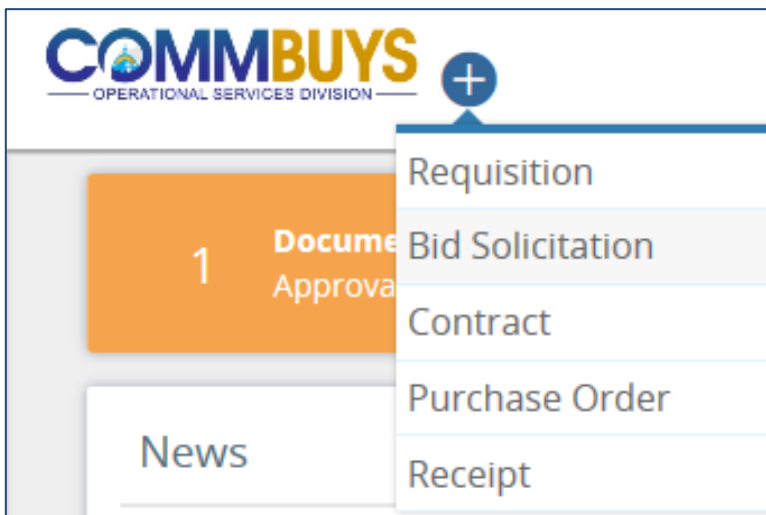 COMMBUYS
OPERATIONAL SERVICES DIVISION
Requisition
Bid Solicitation
Contract
Purchase Order
Receipt
1
Docume
Approva
News